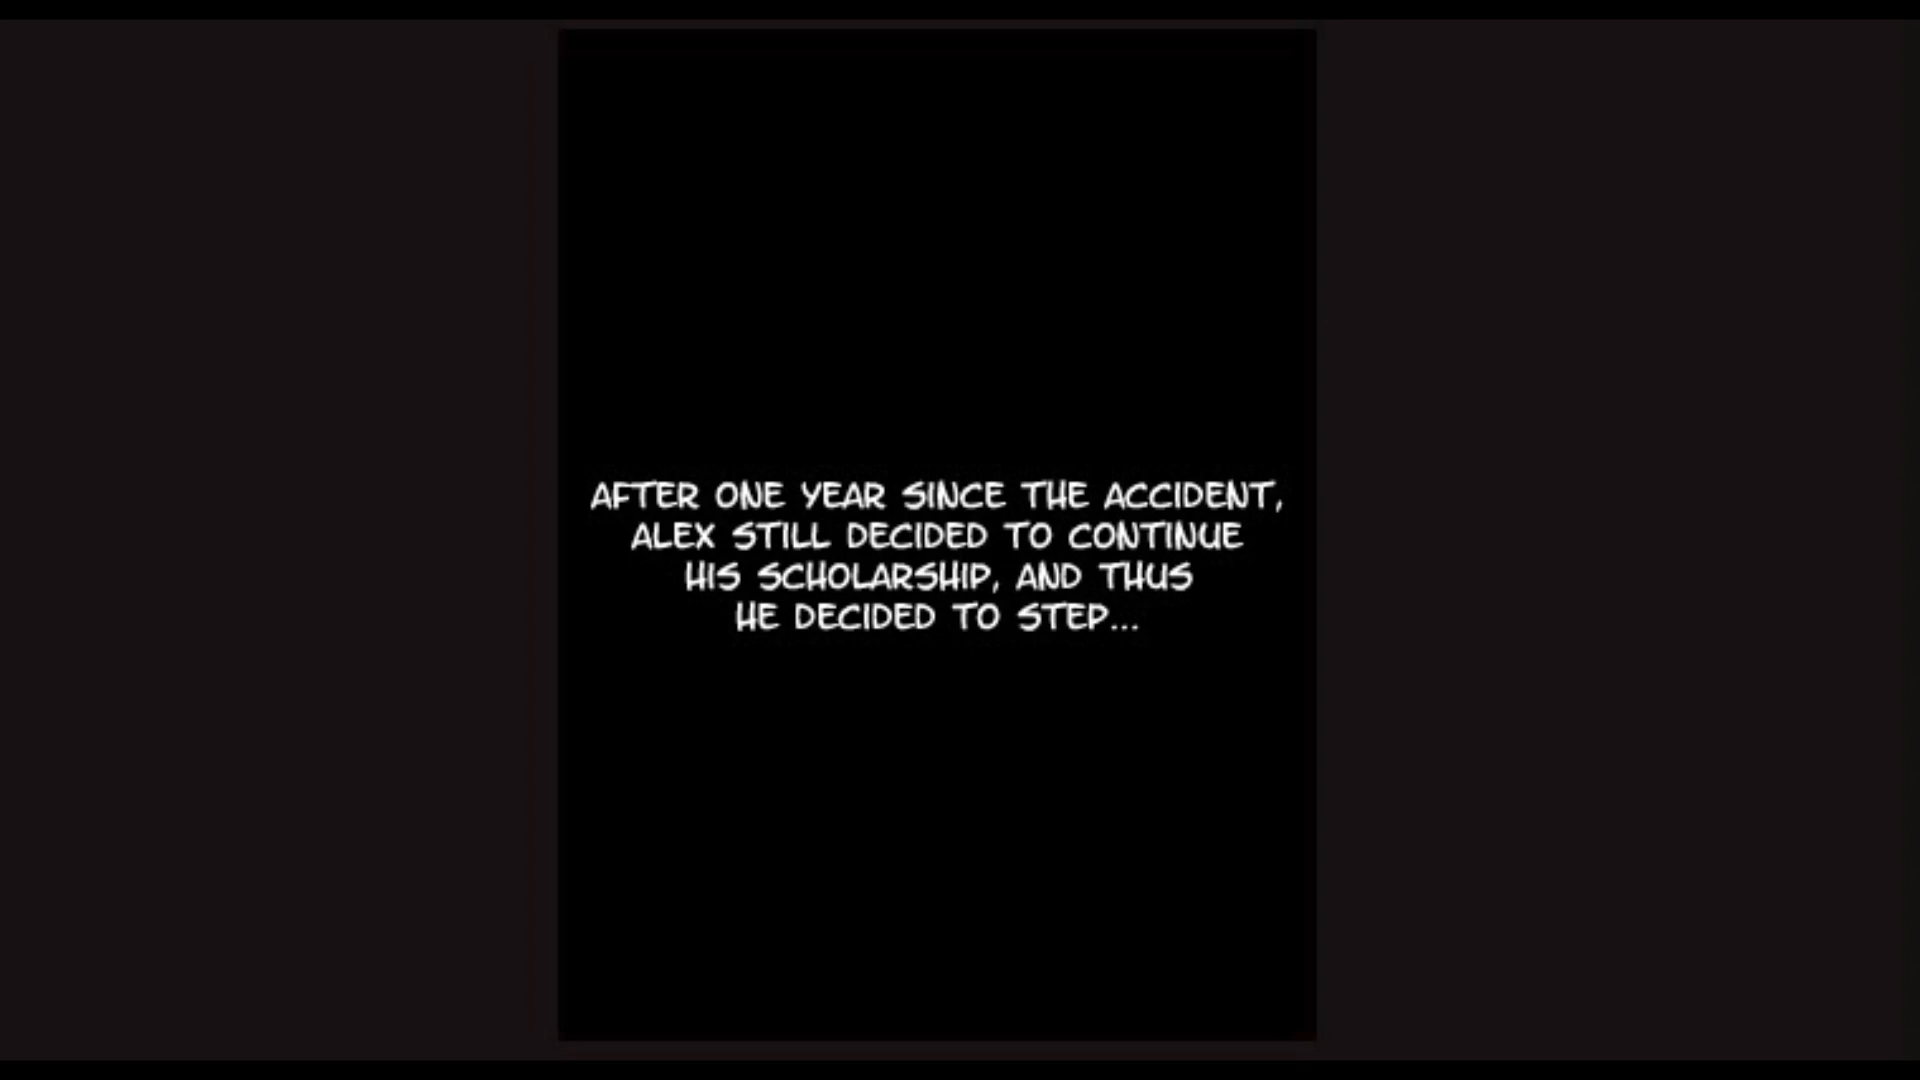 AFTER ONE YEAR SINCE THE ACCIDENT,
ALEX STILL DECIDED TO CONTINUE
HIS SCHOLARSHIP, AND THUS
HE DECIDED TO STEP...